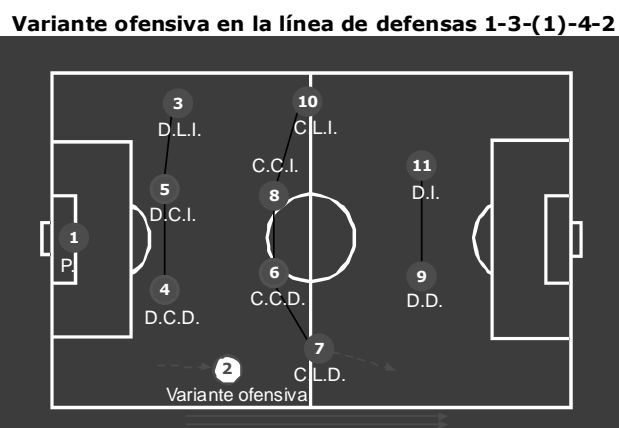 Variante ofensiva en la línea de defensas 1-3-(1)-4-2
3
D.L.I.
10
C.L.I.
C.C.I.
11
D.I.
5
D.C.I.
8
1
P.
4
D.C.D.
6
C.C.D.
9
D.D.
7
C.L.D.
2
Variante ofensiva